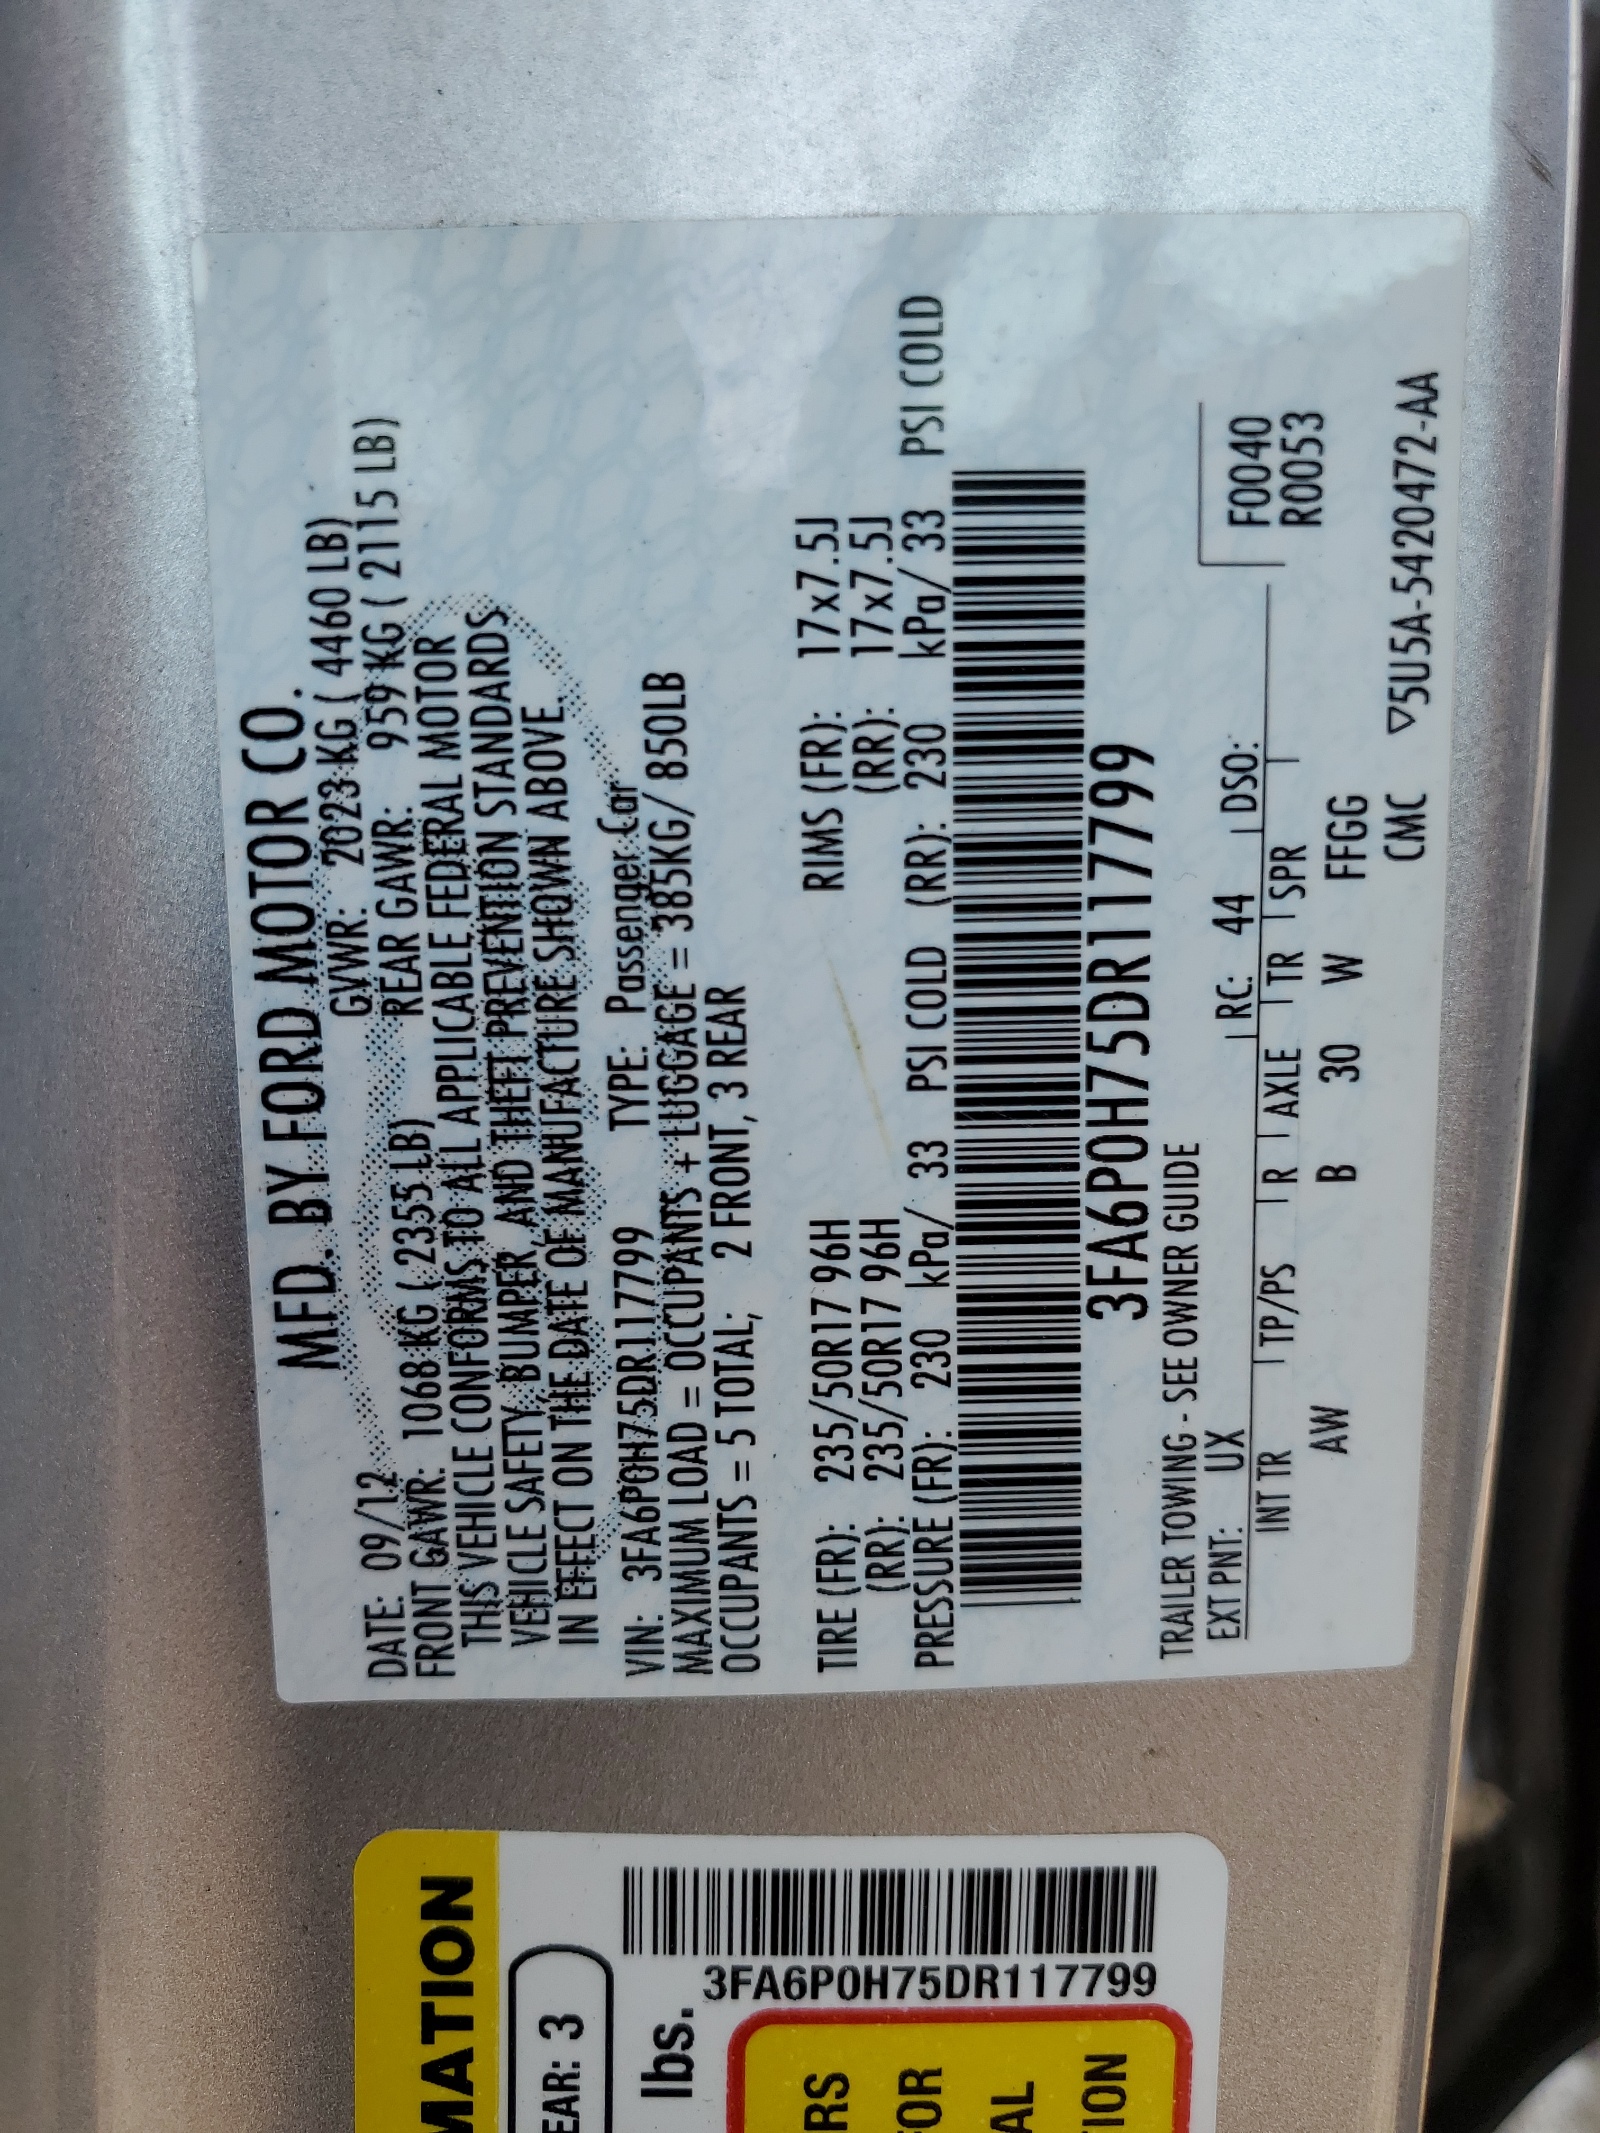 MFD. BY FORD MOTOR CO.
DATE: 09/12 GVWR: 2023 KG ( 4460 LB)
FRONT GAWR: 1068 KG ( 2355 LB) REAR GAWR: 959 KG ( 2115 LB)
THIS VEHICLE CONFORMS TO ALL APPLICABLE FEDERAL MOTOR
VEHICLE SAFETY, BUMPER, AND THEFT PREVENTION STANDARDS
IN EFFECT ON THE DATE OF MANUFACTURE SHOWN ABOVE.
VIN: 3FA6P0H75DR117799 TYPE: Passenger Car
MAXIMUM LOAD = OCCUPANTS + LUGGAGE = 385KG/ 850LB
OCCUPANTS = 5 TOTAL; 2 FRONT, 3 REAR
TIRE (FR): 235/50R17 96H RIMS (FR): 17x7.5J
(RR): 235/50R17 96H (RR): 17x7.5J
PRESSURE (FR): 230 kPa/ 33 PSI COLD (RR): 230 kPa/ 33 PSI COLD
3FA6P0H75DR117799
TRAILER TOWING - SEE OWNER GUIDE
EXT PNT: UX RC: 44 DSO: F0040
R0053
INT TR TP/PS R AXLE TR SPR
AW B 30 W FFGG
CMC ▽5U5A-5420472-AA
MATION
EAR: 3
lbs.
3FA6P0H75DR117799
RS
FOR
AL
TION